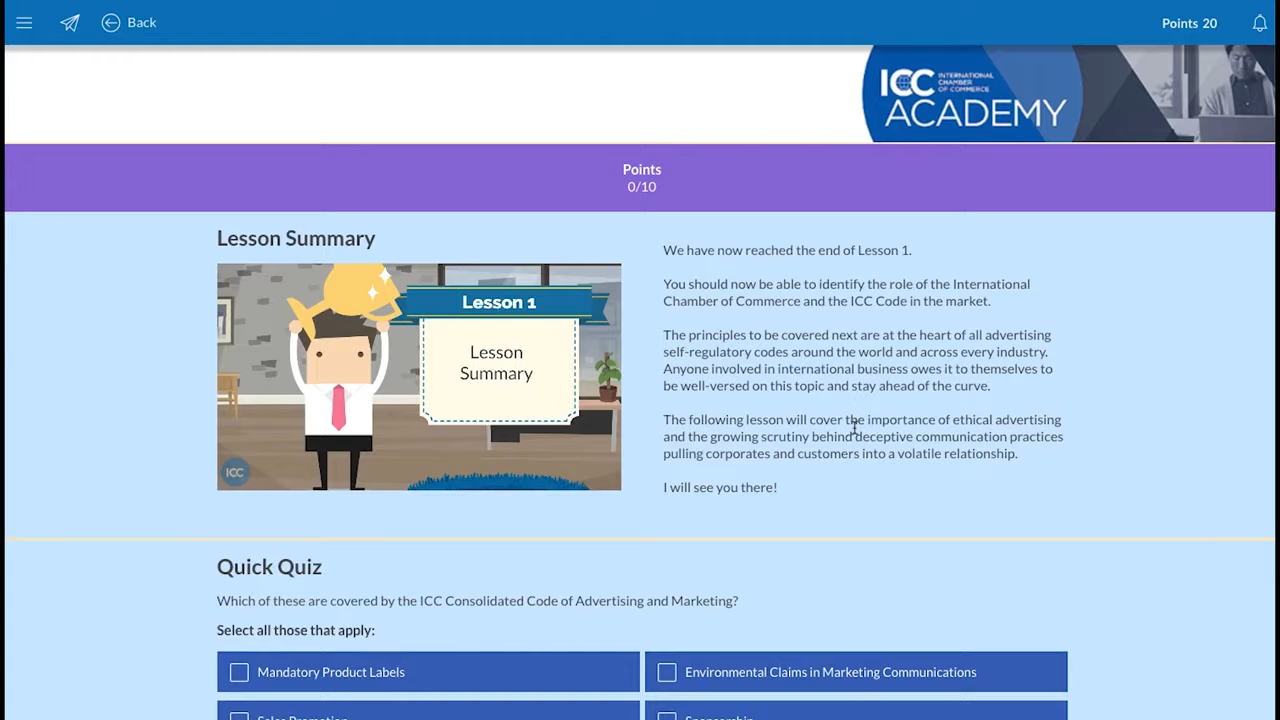 Back
Points 20
ICC INTERNATIONAL
CHAMBER
OF COMMERCE
ACADEMY
Points
0/10
Lesson Summary
Lesson 1
Lesson
Summary
ICC
We have now reached the end of Lesson 1.
You should now be able to identify the role of the International
Chamber of Commerce and the ICC Code in the market.
The principles to be covered next are at the heart of all advertising
self-regulatory codes around the world and across every industry.
Anyone involved in international business owes it to themselves to
be well-versed on this topic and stay ahead of the curve.
The following lesson will cover the importance of ethical advertising
and the growing scrutiny behind deceptive communication practices
pulling corporates and customers into a volatile relationship.
I will see you there!
Quick Quiz
Which of these are covered by the ICC Consolidated Code of Advertising and Marketing?
Select all those that apply:
Mandatory Product Labels
Environmental Claims in Marketing Communications
Sales Promotion
Sponsorship